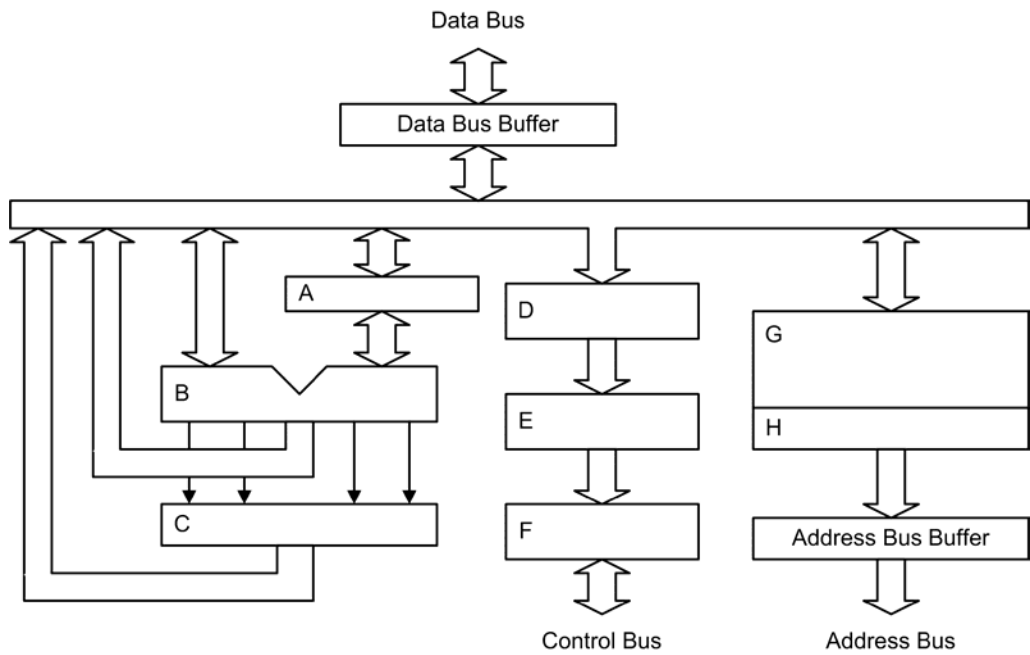 Data Bus
Data Bus Buffer
A
B
C
D
E
F
G
H
Address Bus Buffer
Control Bus
Address Bus